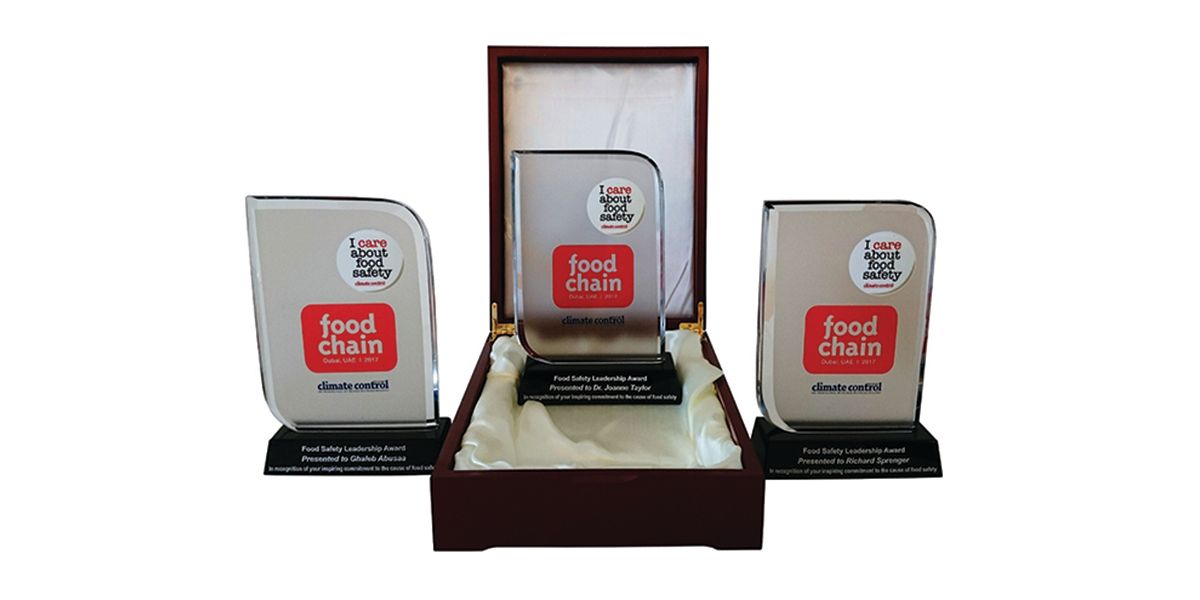 I care
about
food
safety
climate control
food
chain
Dubai, UAE | 2017
climate control
Food Safety Leadership Award
Presented to Ghaleb Abusaa
In recognition of your inspiring commitment to the cause of food safe
I care
about
food
safety
climate control
food
chain
Dubai, UAE | 2017
climate control
Food Safety Leadership Award
Presented to Dr. Joanne Taylor
In recognition of your inspiring commitment to the cause of food safety
I care
about
food
safety
climate control
food
chain
Dubai, UAE | 2017
climate control
Food Safety Leadership Award
Presented to Richard Sprenger
In recognition of your inspiring commitment to the cause of food safety